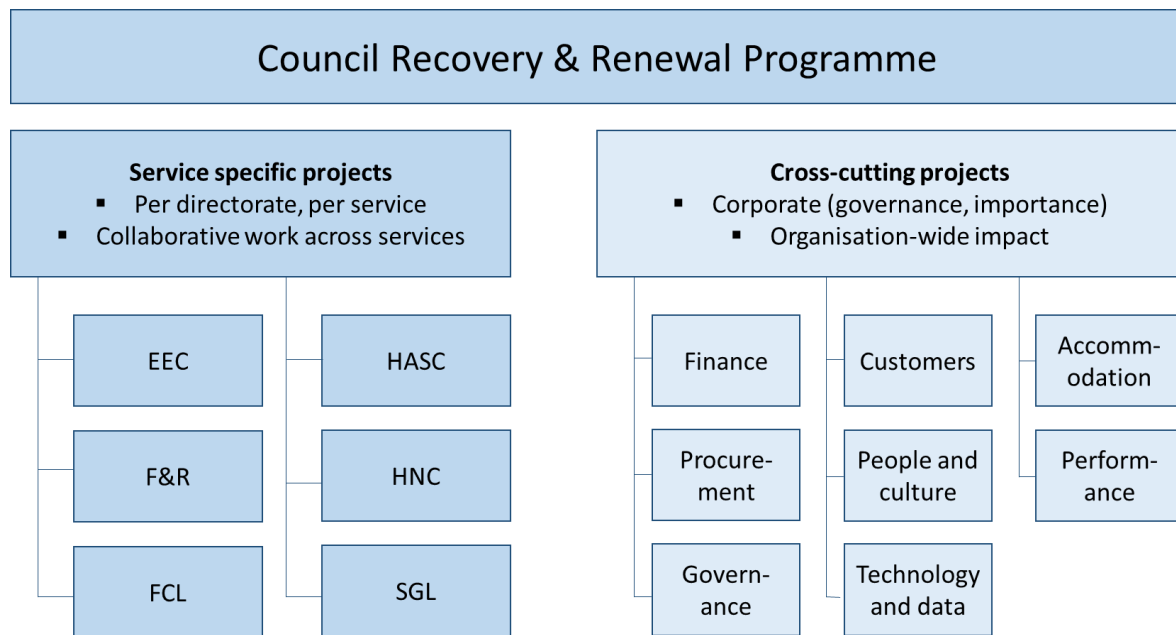 Council Recovery & Renewal Programme
Service specific projects
▪ Per directorate, per service
▪ Collaborative work across services
EEC
HASC
F&R
HNC
FCL
SGL
Cross-cutting projects
▪ Corporate (governance, importance)
▪ Organisation-wide impact
Finance
Customers
Accomm-
odation
Procure-
ment
People and
culture
Perform-
ance
Govern-
ance
Technology
and data